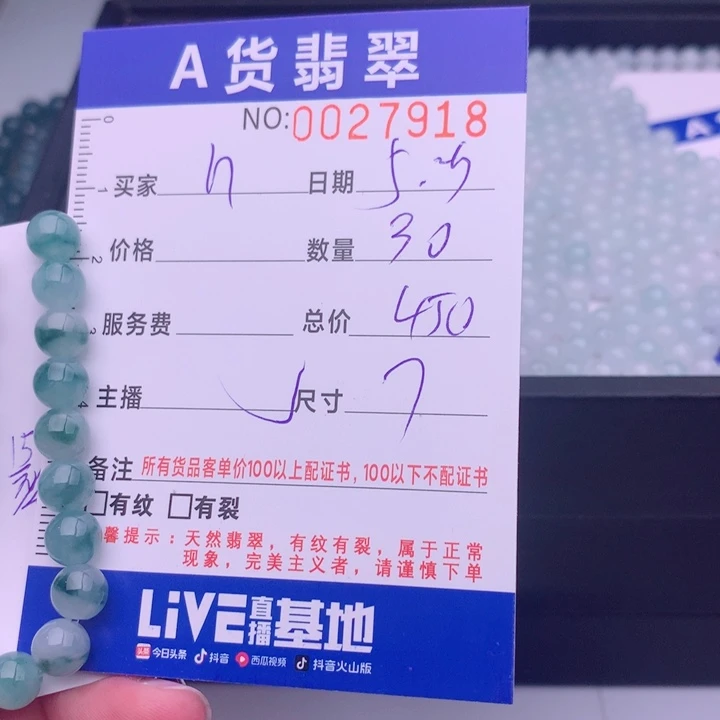 A货翡翠
NO:0027918
买家 日期
价格 数量 30
服务费 总价 450
主播 尺寸 7
备注 所有货品客单价100以上配证书，100以下不配证书
有纹 有裂
馨提示：天然翡翠，有纹有裂，属于正常
现象，完美主义者，请谨慎下单
LiVE直播基地
头条 今日头条 抖音 西瓜视频 抖音火山版